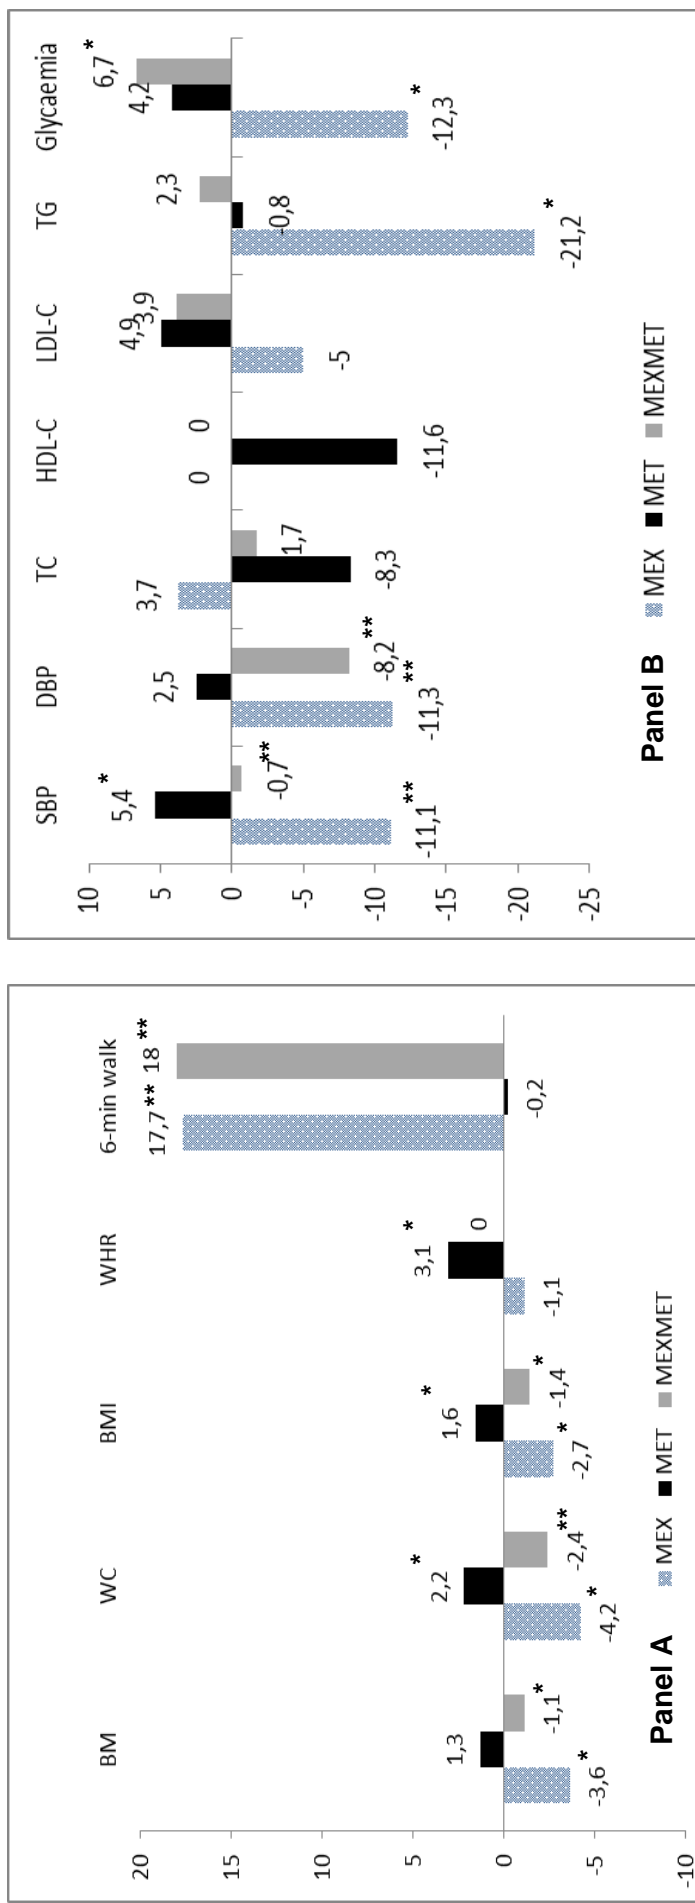 BM WC BMI WHR 6-min walk
20
17,7** 18 **
15
10
5
1,3 2,2 * 1,6 * 3,1 * 0
0
-3,6 * -1,1 * -4,2 * -2,4 ** -2,7 * -1,4 * -1,1 -0,2
-5
-10
Panel A
MEX MET MEXMET
SBP DBP TC HDL-C LDL-C TG Glycaemia
10
5,4 * 2,5 3,7 0 0 4,9 3,9 2,3 4,2 6,7 *
5
0
-11,1 ** -0,7 ** -11,3 ** -8,2 ** -8,3 1,7 -11,6 -5 -21,2 * -0,8 -12,3 *
-5
-10
-15
-20
-25
Panel B
MEX MET MEXMET